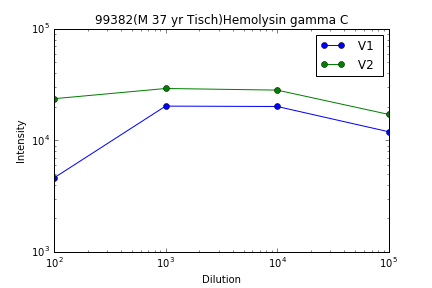 99382(M 37 yr Tisch)Hemolysin gamma C
V1
V2
Intensity
10^5
10^4
10^3
10^2 10^3 10^4 10^5
Dilution